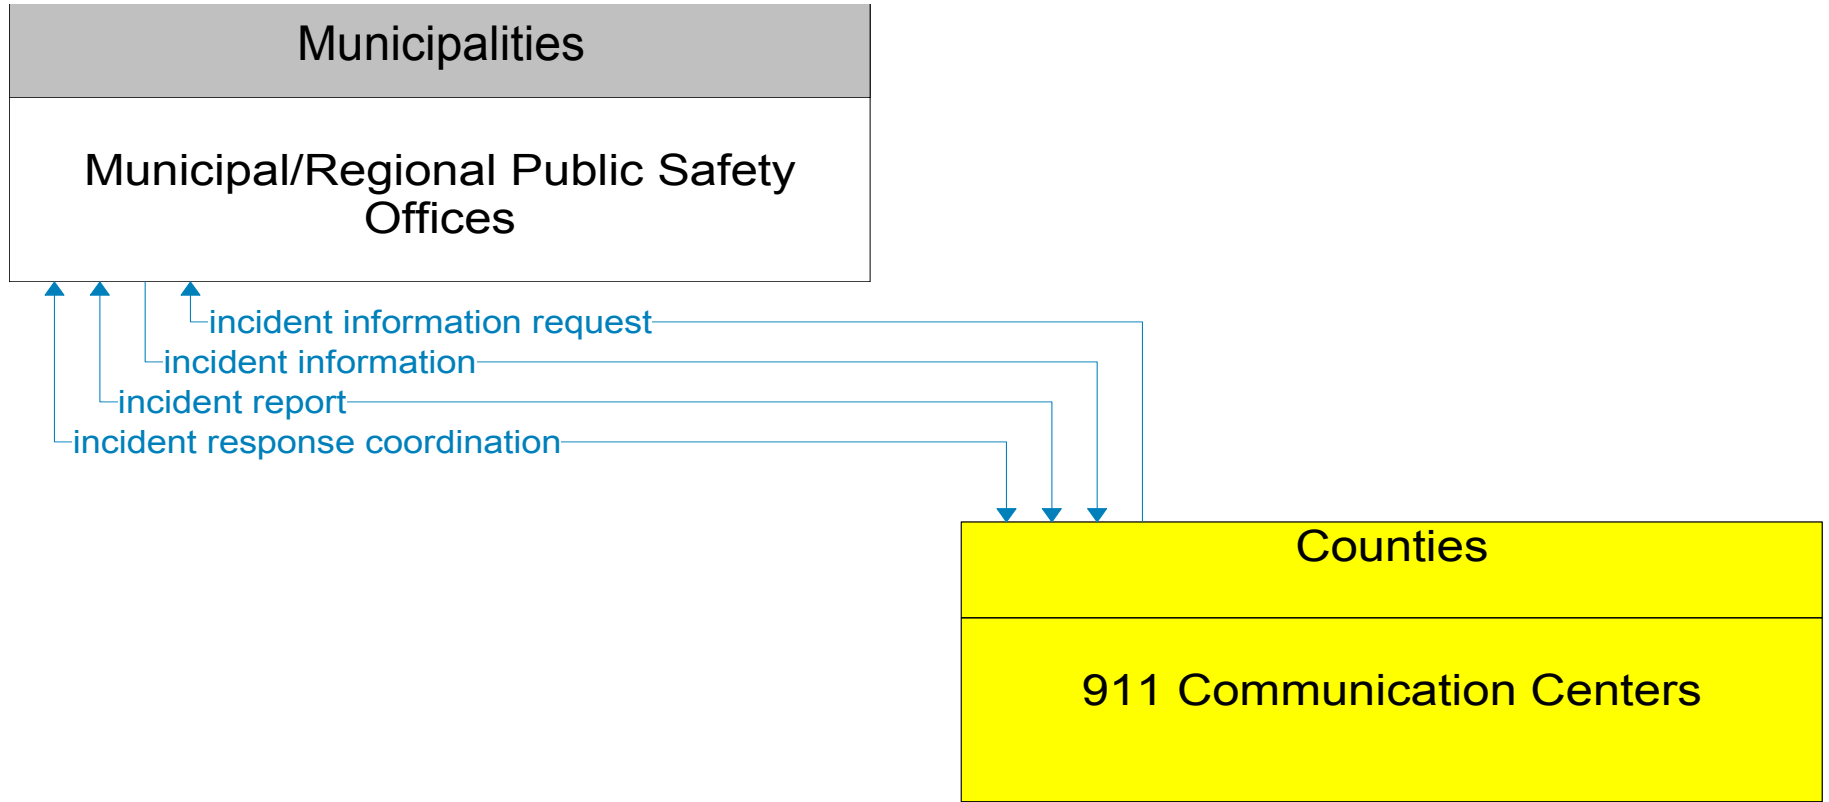 Municipalities
Municipal/Regional Public Safety
Offices
incident information request
incident information
incident report
incident response coordination
Counties
911 Communication Centers